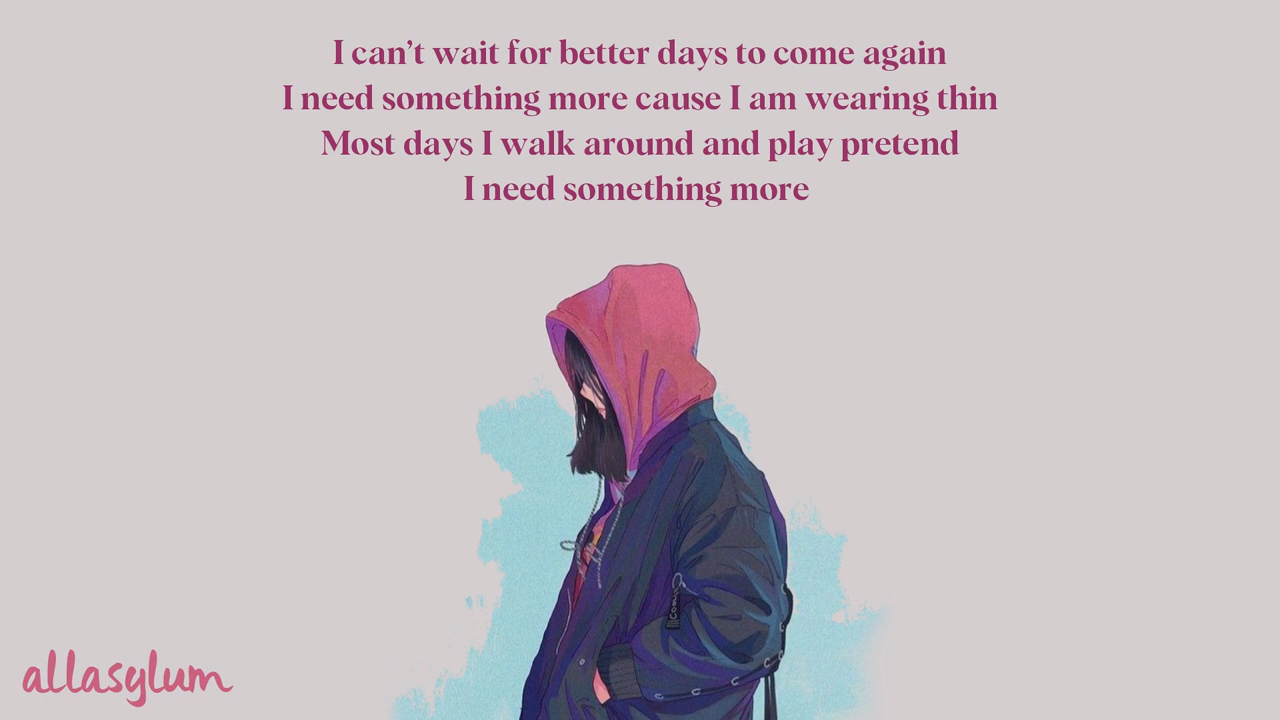 I can’t wait for better days to come again
I need something more cause I am wearing thin
Most days I walk around and play pretend
I need something more
allasylum